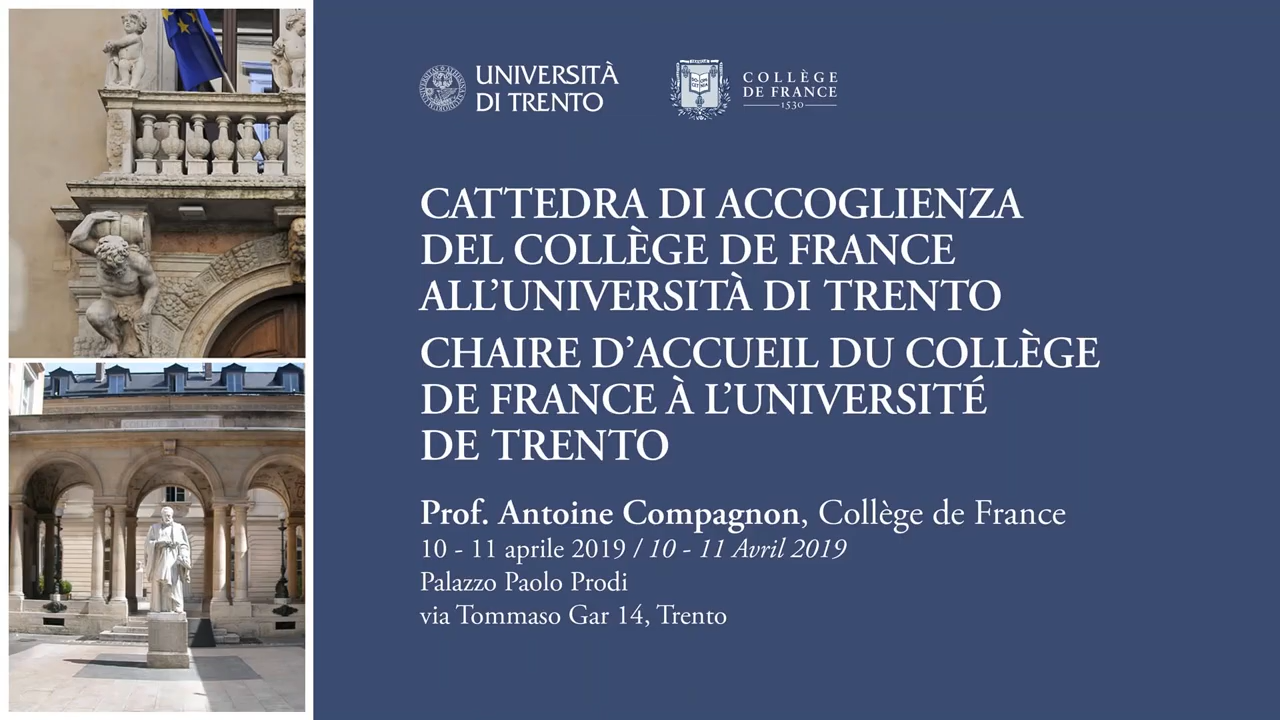 UNIVERSITÀ
DI TRENTO
COLLÈGE
DE FRANCE
1530
CATTEDRA DI ACCOGLIENZA
DEL COLLÈGE DE FRANCE
ALL’UNIVERSITÀ DI TRENTO
CHAIRE D’ACCUEIL DU COLLÈGE
DE FRANCE À L’UNIVERSITÉ
DE TRENTO
Prof. Antoine Compagnon, Collège de France
10 - 11 aprile 2019 / 10 - 11 Avril 2019
Palazzo Paolo Prodi
via Tommaso Gar 14, Trento